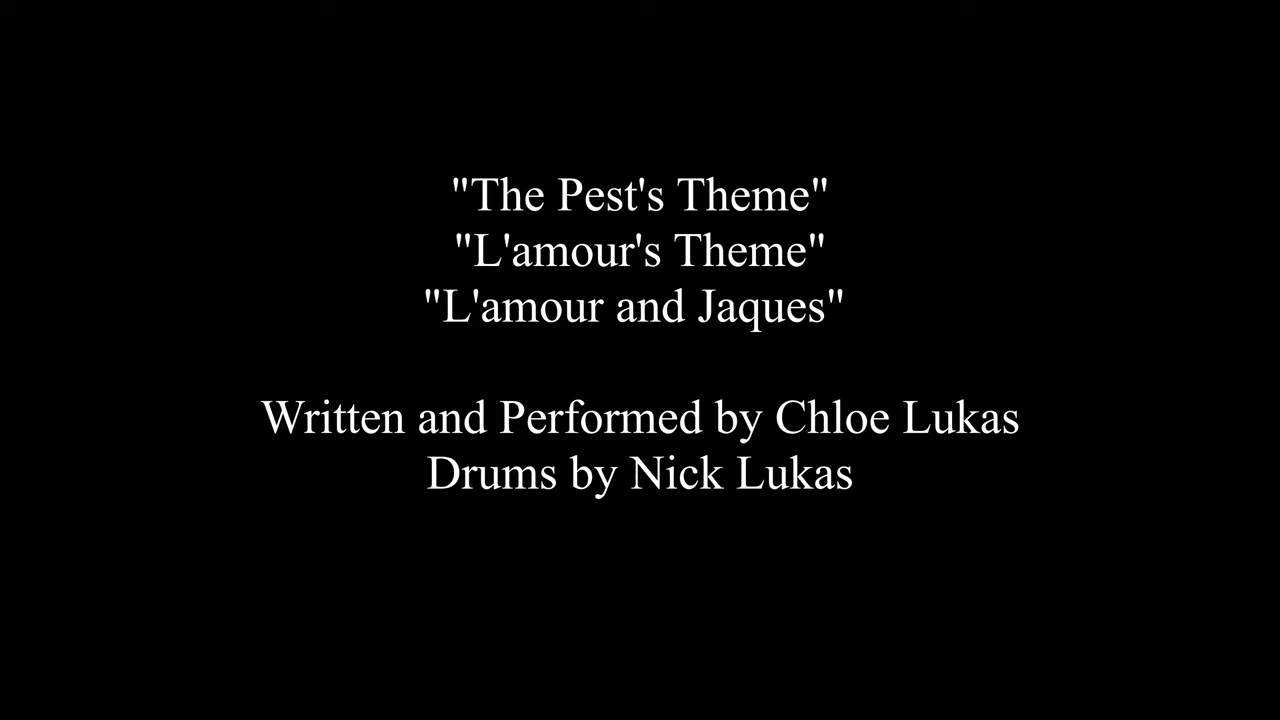 "The Pest's Theme"
"L'amour's Theme"
"L'amour and Jaques"
Written and Performed by Chloe Lukas
Drums by Nick Lukas